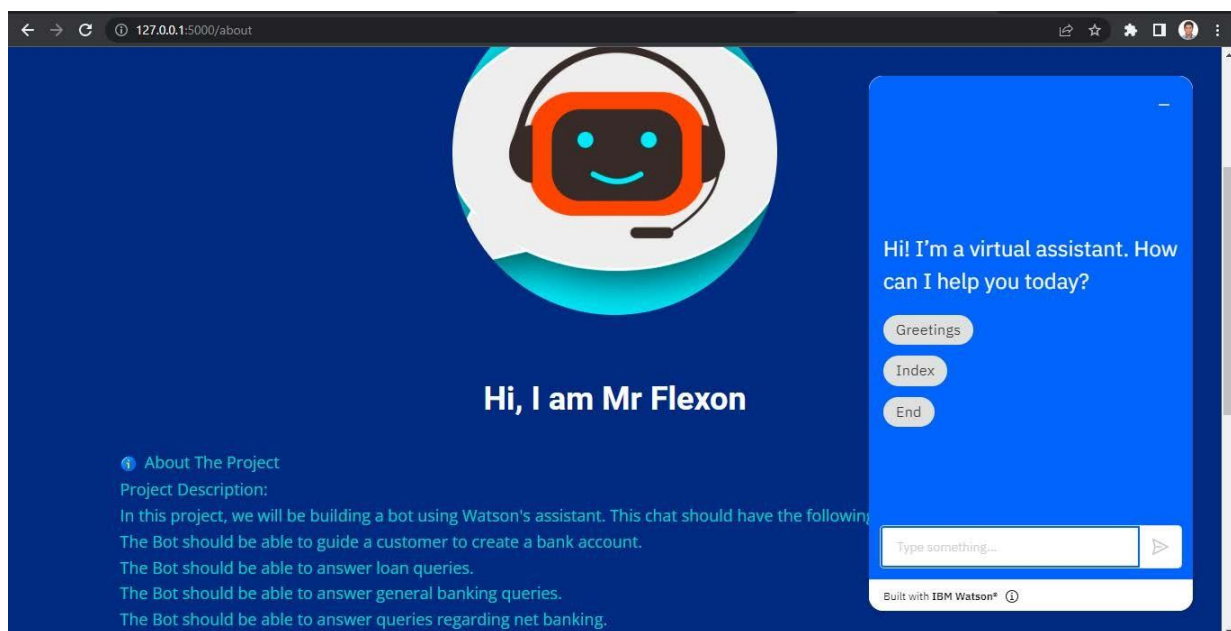 127.0.0.1:5000/about
Hi, I am Mr Flexon
About The Project
Project Description:
In this project, we will be building a bot using Watson's assistant. This chat should have the following
The Bot should be able to guide a customer to create a bank account.
The Bot should be able to answer loan queries.
The Bot should be able to answer general banking queries.
The Bot should be able to answer queries regarding net banking.
Hi! I’m a virtual assistant. How
can I help you today?
Greetings
Index
End
Type something...
Built with IBM Watson®